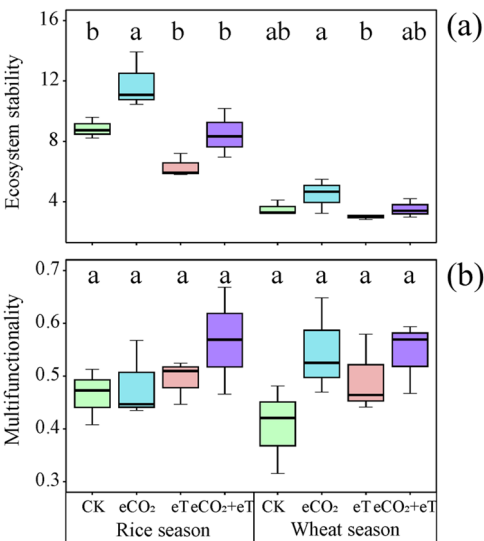 16
12
8
4
Ecosystem stability
b a b b ab a b ab
(a)
0.7
0.6
0.5
0.4
0.3
Multifunctionality
a a a a a a a a
(b)
CK eCO₂ eT eCO₂+eT CK eCO₂ eT eCO₂+eT
Rice season Wheat season